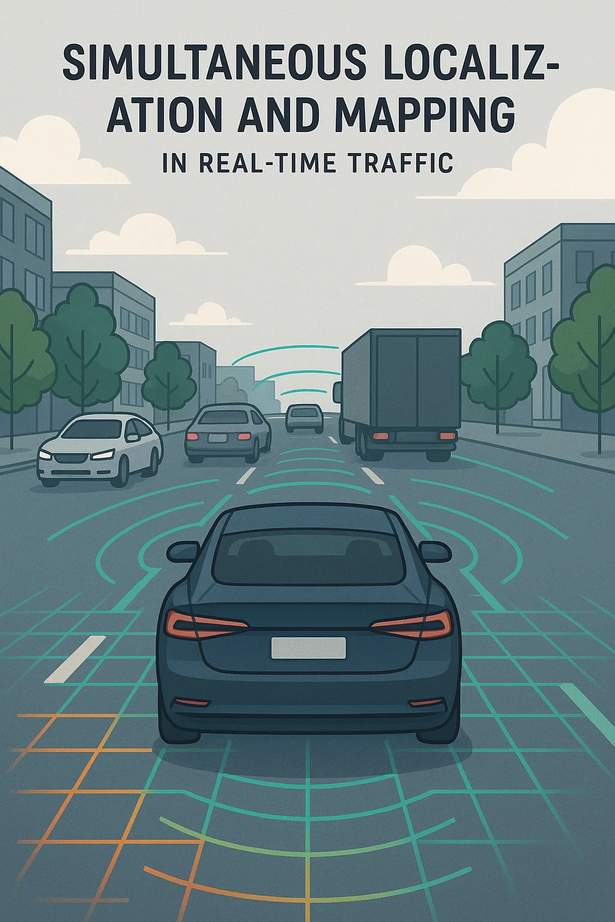 SIMULTANEOUS LOCALIZ-
ATION AND MAPPING
IN REAL-TIME TRAFFIC